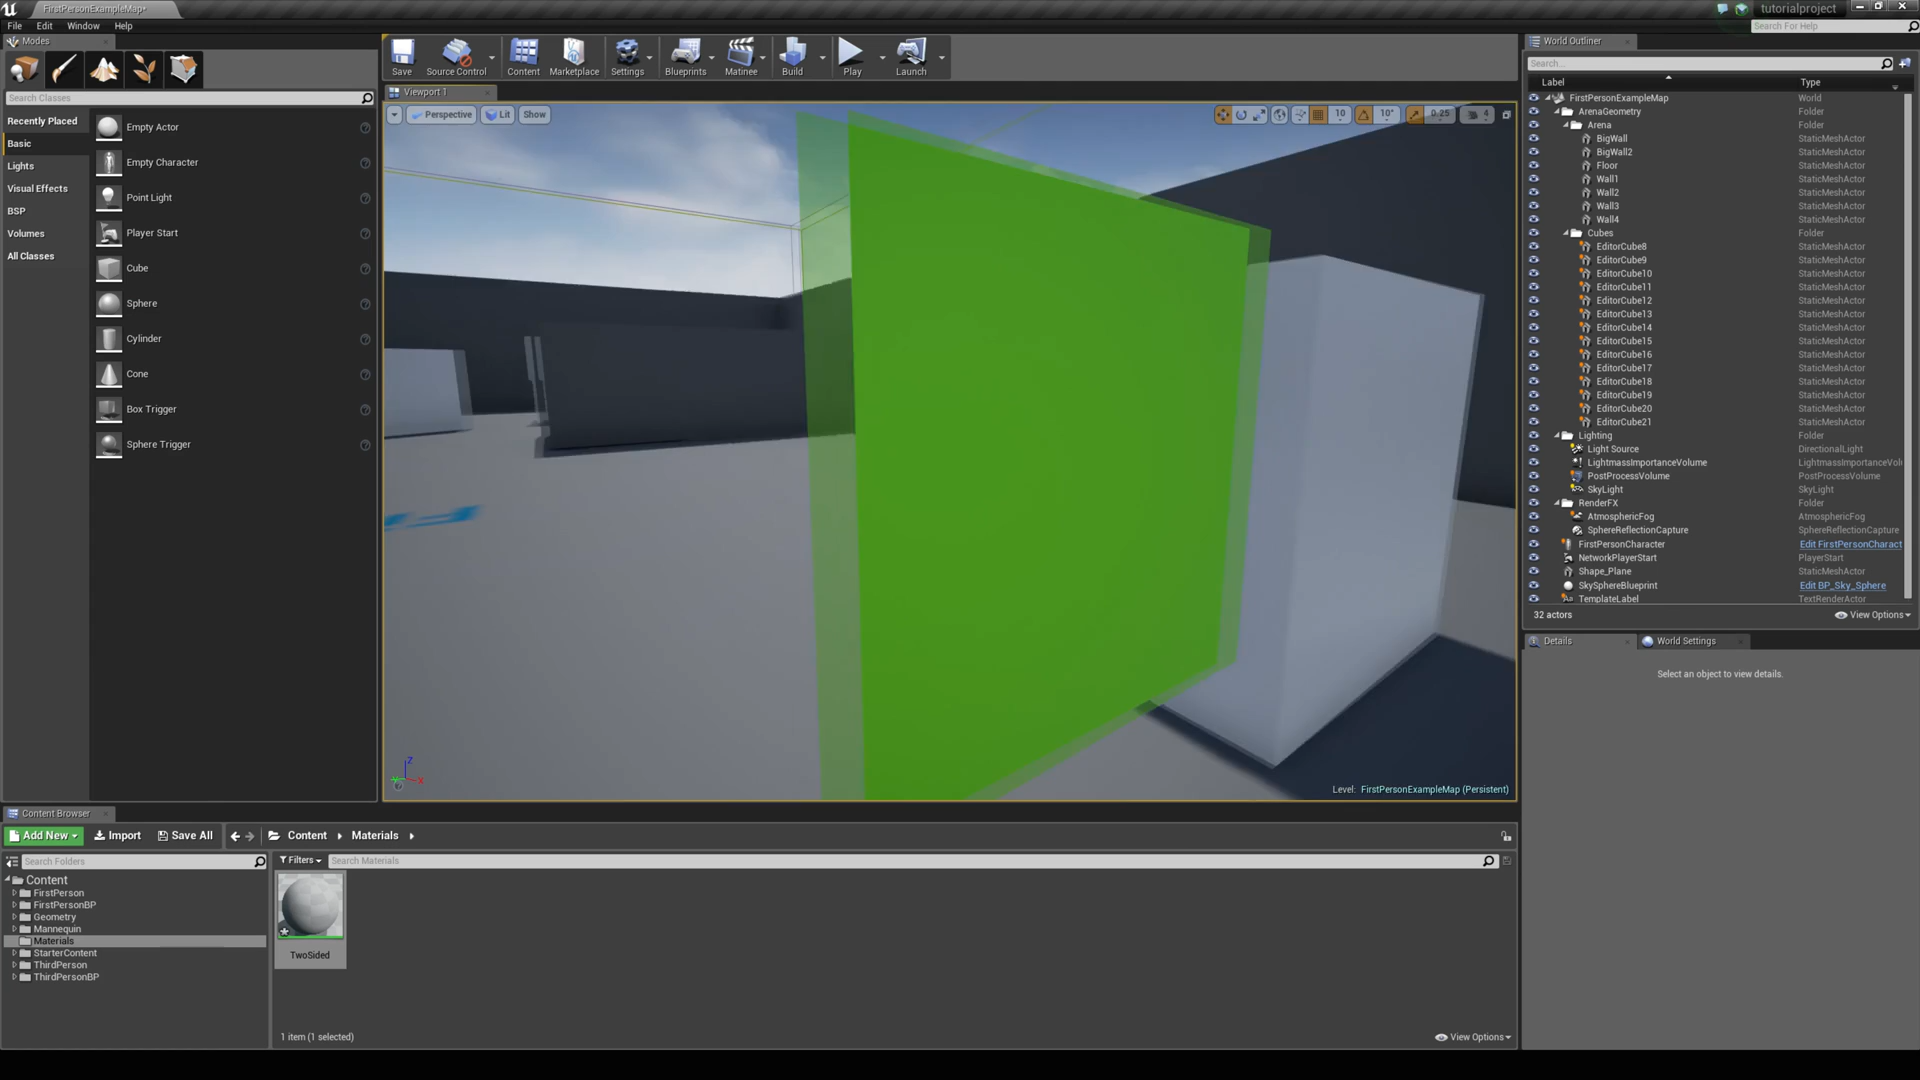 FirstPersonExampleMap*
tutorialproject
File Edit Window Help
Search For Help
Modes
Search Classes
Recently Placed
Basic
Lights
Visual Effects
BSP
Volumes
All Classes
Empty Actor
Empty Character
Point Light
Player Start
Cube
Sphere
Cylinder
Cone
Box Trigger
Sphere Trigger
Save Source Control Content Marketplace Settings Blueprints Matinee Build Play Launch
Viewport 1
Perspective Lit Show
10 10° 0.25 4
Z
X
Level: FirstPersonExampleMap (Persistent)
World Outliner
Search...
Label Type
FirstPersonExampleMap World
ArenaGeometry Folder
Arena Folder
BigWall StaticMeshActor
BigWall2 StaticMeshActor
Floor StaticMeshActor
Wall1 StaticMeshActor
Wall2 StaticMeshActor
Wall3 StaticMeshActor
Wall4 StaticMeshActor
Cubes Folder
EditorCube8 StaticMeshActor
EditorCube9 StaticMeshActor
EditorCube10 StaticMeshActor
EditorCube11 StaticMeshActor
EditorCube12 StaticMeshActor
EditorCube13 StaticMeshActor
EditorCube14 StaticMeshActor
EditorCube15 StaticMeshActor
EditorCube16 StaticMeshActor
EditorCube17 StaticMeshActor
EditorCube18 StaticMeshActor
EditorCube19 StaticMeshActor
EditorCube20 StaticMeshActor
EditorCube21 StaticMeshActor
Lighting Folder
Light Source DirectionalLight
LightmassImportanceVolume LightmassImportanceVol
PostProcessVolume PostProcessVolume
SkyLight SkyLight
RenderFX Folder
AtmosphericFog AtmosphericFog
SphereReflectionCapture SphereReflectionCapture
FirstPersonCharacter Edit FirstPersonCharact
NetworkPlayerStart PlayerStart
Shape_Plane StaticMeshActor
SkySphereBlueprint Edit BP_Sky_Sphere
TemplateLabel TextRenderActor
32 actors View Options
Details World Settings
Select an object to view details.
Content Browser
Add New Import Save All Content Materials
Search Folders
Filters Search Materials
Content
FirstPerson
FirstPersonBP
Geometry
Mannequin
Materials
StarterContent
ThirdPerson
ThirdPersonBP
TwoSided
1 item (1 selected) View Options